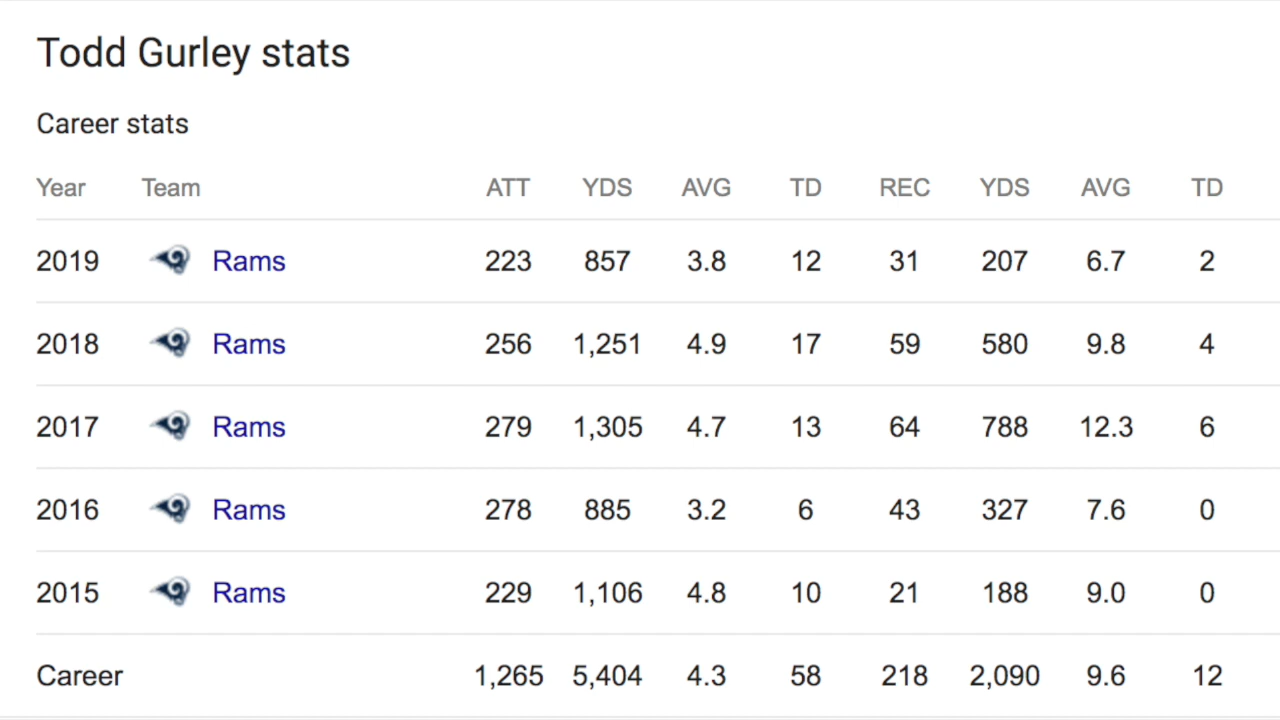 Todd Gurley stats
Career stats
Year Team ATT YDS AVG TD REC YDS AVG TD
2019 Rams 223 857 3.8 12 31 207 6.7 2
2018 Rams 256 1,251 4.9 17 59 580 9.8 4
2017 Rams 279 1,305 4.7 13 64 788 12.3 6
2016 Rams 278 885 3.2 6 43 327 7.6 0
2015 Rams 229 1,106 4.8 10 21 188 9.0 0
Career 1,265 5,404 4.3 58 218 2,090 9.6 12